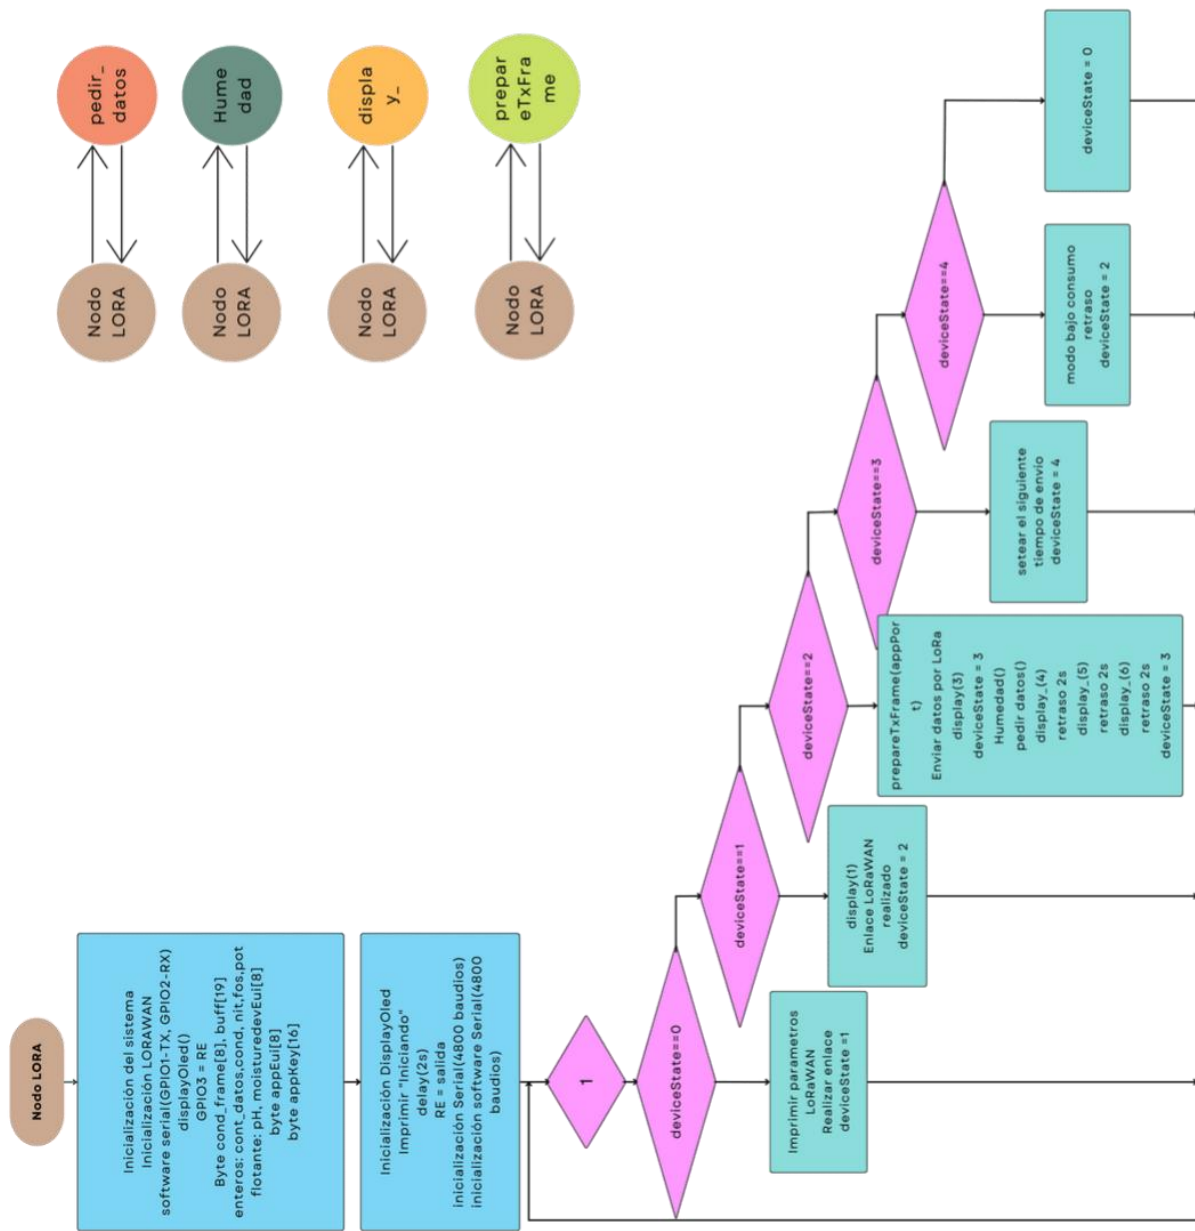 Nodo LORA
Inicialización del sistema
Inicialización LORAWAN
software serial(GPIO1-TX, GPIO2-RX)
displayOled()
GPIO3 = RE
Byte cond_frame[8], buff[19]
enteros: cont_datos,cond, nit,fos,pot
flotante: pH, moisturedevEui[8]
byte appEui[8]
byte appKey[16]
Inicialización DisplayOled
Imprimir "Iniciando"
delay(2s)
RE = salida
inicialización Serial(4800 baudios)
inicialización software Serial(4800
baudios)
1
deviceState==0
Imprimir parametros
LoRaWAN
Realizar enlace
deviceState =1
deviceState==1
display(1)
Enlace LoRaWAN
realizado
deviceState = 2
deviceState==2
prepareTxFrame(appPor
t)
Enviar datos por LoRa
display(3)
deviceState = 3
Humedad()
pedir datos()
display_(4)
retraso 2s
display_(5)
retraso 2s
display_(6)
retraso 2s
deviceState = 3
deviceState==3
setear el siguiente
tiempo de envio
deviceState = 4
deviceState==4
modo bajo consumo
retraso
deviceState = 2
deviceState = 0
Nodo
LORA
pedir_
datos
Nodo
LORA
Hume
dad
Nodo
LORA
displa
y_
Nodo
LORA
prepar
eTxFra
me